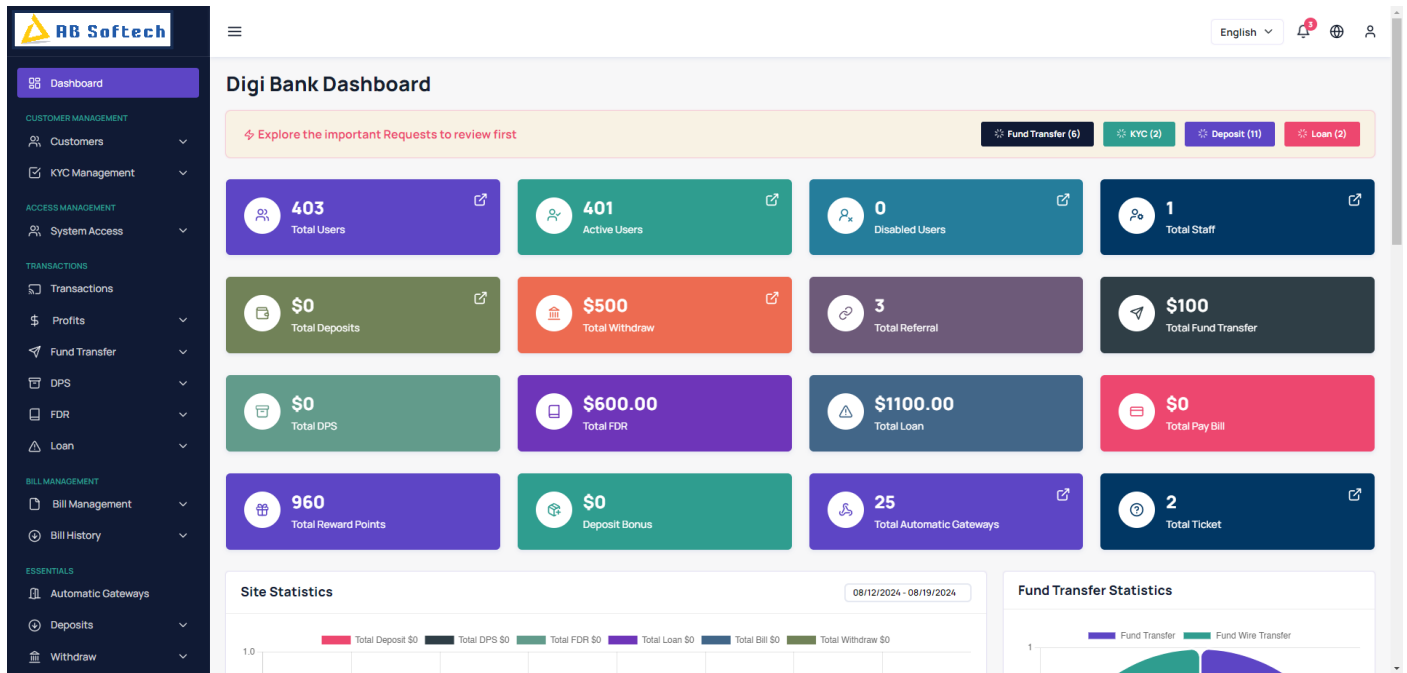 AB Softech
Dashboard
CUSTOMER MANAGEMENT
Customers
KYC Management
ACCESS MANAGEMENT
System Access
TRANSACTIONS
Transactions
Profits
Fund Transfer
DPS
FDR
Loan
BILL MANAGEMENT
Bill Management
Bill History
ESSENTIALS
Automatic Gateways
Deposits
Withdraw
English
3
Digi Bank Dashboard
Explore the important Requests to review first
Fund Transfer (6)
KYC (2)
Deposit (11)
Loan (2)
403
Total Users
401
Active Users
0
Disabled Users
1
Total Staff
$0
Total Deposits
$500
Total Withdraw
3
Total Referral
$100
Total Fund Transfer
$0
Total DPS
$600.00
Total FDR
$1100.00
Total Loan
$0
Total Pay Bill
960
Total Reward Points
$0
Deposit Bonus
25
Total Automatic Gateways
2
Total Ticket
Site Statistics
08/12/2024 - 08/19/2024
Total Deposit $0 Total DPS $0 Total FDR $0 Total Loan $0 Total Bill $0 Total Withdraw $0
1.0
Fund Transfer Statistics
Fund Transfer Fund Wire Transfer
1